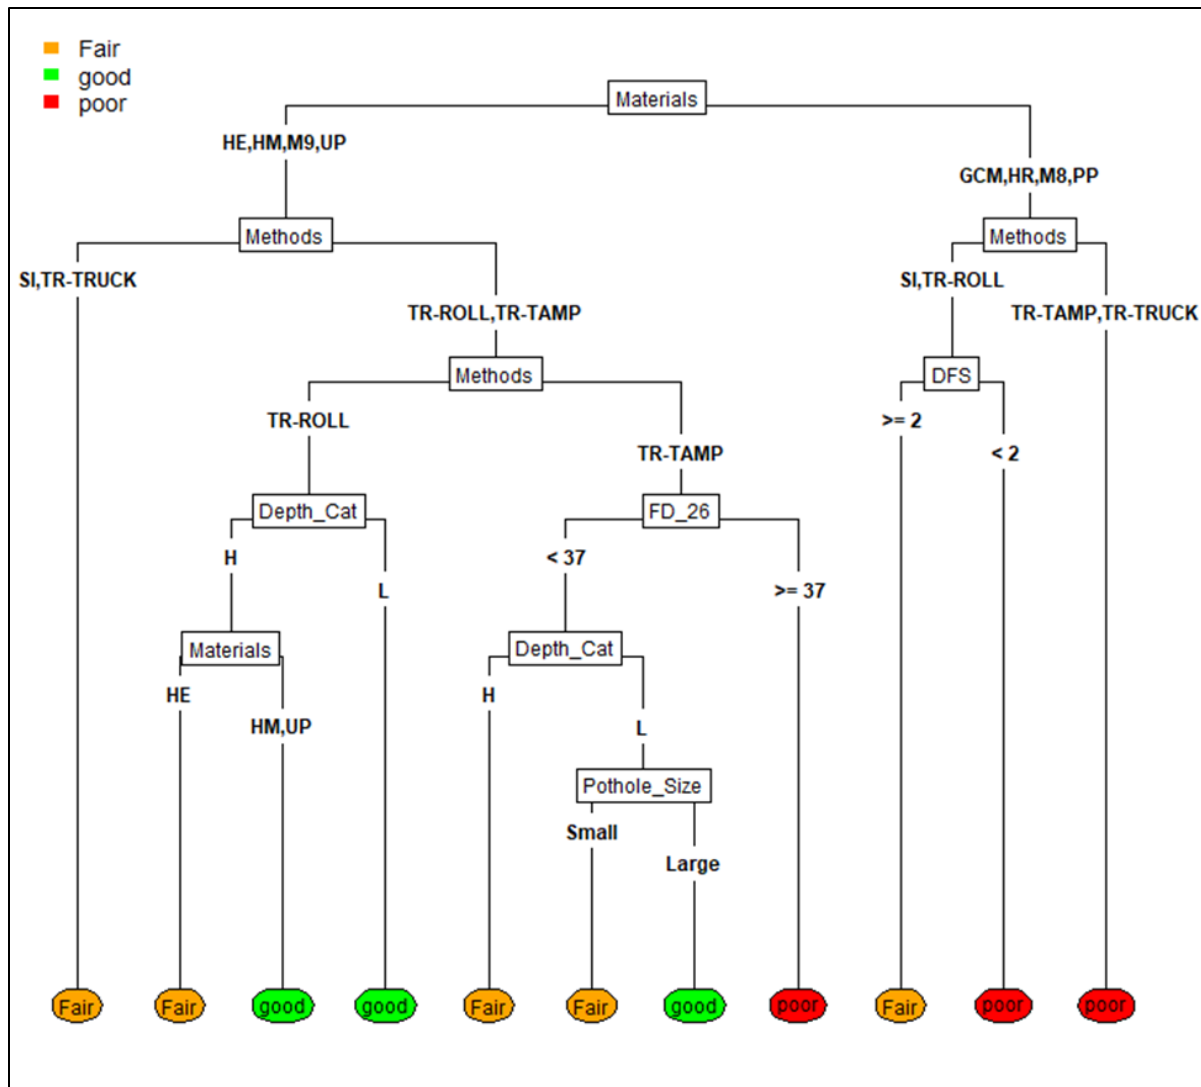 Fair
good
poor
Materials
HE,HM,M9,UP
GCM,HR,M8,PP
Methods
Methods
SI,TR-TRUCK
SI,TR-ROLL
TR-ROLL,TR-TAMP
TR-TAMP,TR-TRUCK
Methods
DFS
TR-ROLL
>= 2
TR-TAMP
< 2
Depth_Cat
FD_26
H
< 37
L
>= 37
Materials
Depth_Cat
HE
H
HM,UP
L
Pothole_Size
Small
Large
Fair
Fair
good
good
Fair
Fair
good
poor
Fair
poor
poor